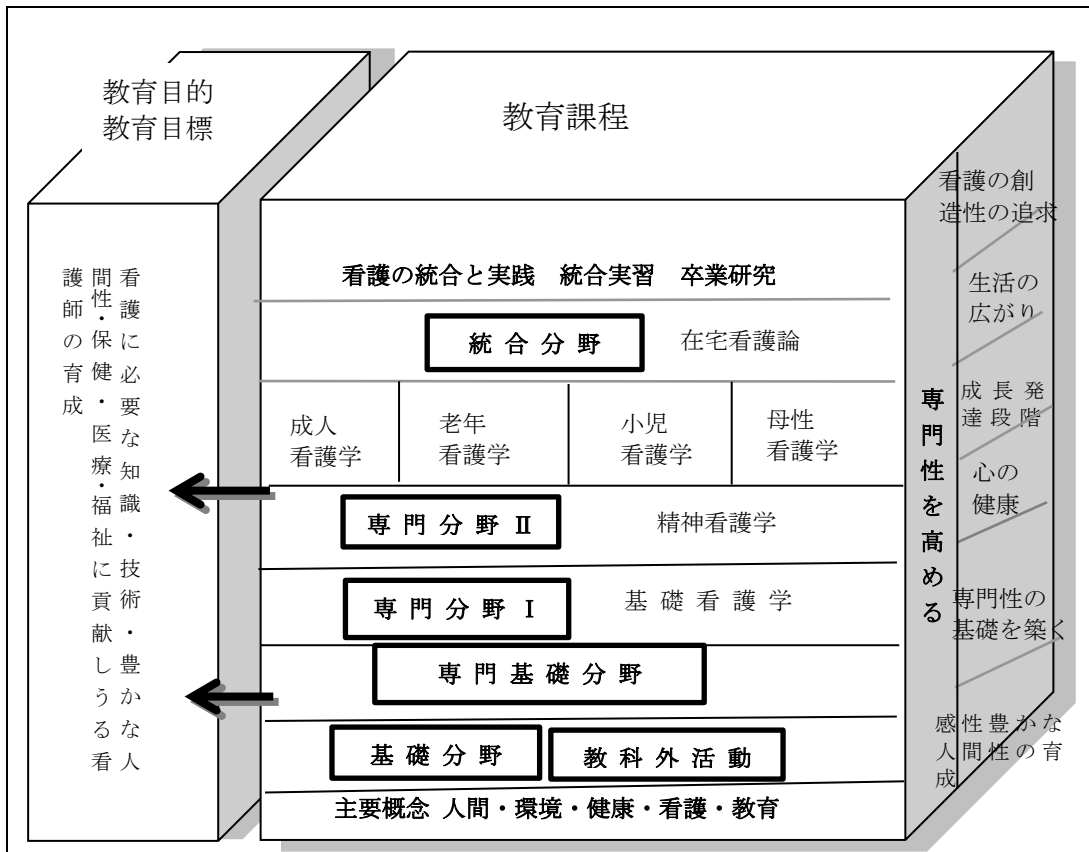 教育目的
教育目標
看護に必要な知識・技術・豊かな人
間性・保健・医療・福祉に貢献しうる看
護師の育成
教育課程
看護の統合と実践 統合実習 卒業研究
統合分野 在宅看護論
成人
看護学
老年
看護学
小児
看護学
母性
看護学
専門分野Ⅱ 精神看護学
専門分野Ⅰ 基礎看護学
専門基礎分野
基礎分野 教科外活動
主要概念 人間・環境・健康・看護・教育
専門性を高める
看護の創
造性の追求
生活の
広がり
成長発
達段階
心の
健康
専門性の
基礎を築く
感性豊かな
人間性の育
成